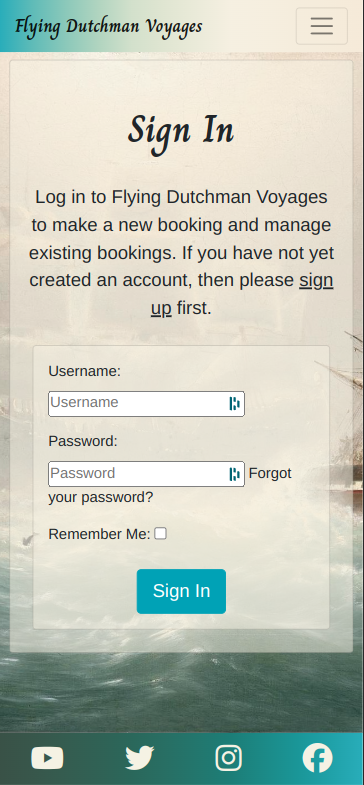 Flying Dutchman Voyages
Sign In
Log in to Flying Dutchman Voyages
to make a new booking and manage
existing bookings. If you have not yet
created an account, then please sign
up first.
Username:
Username
Password:
Password Forgot
your password?
Remember Me:
Sign In